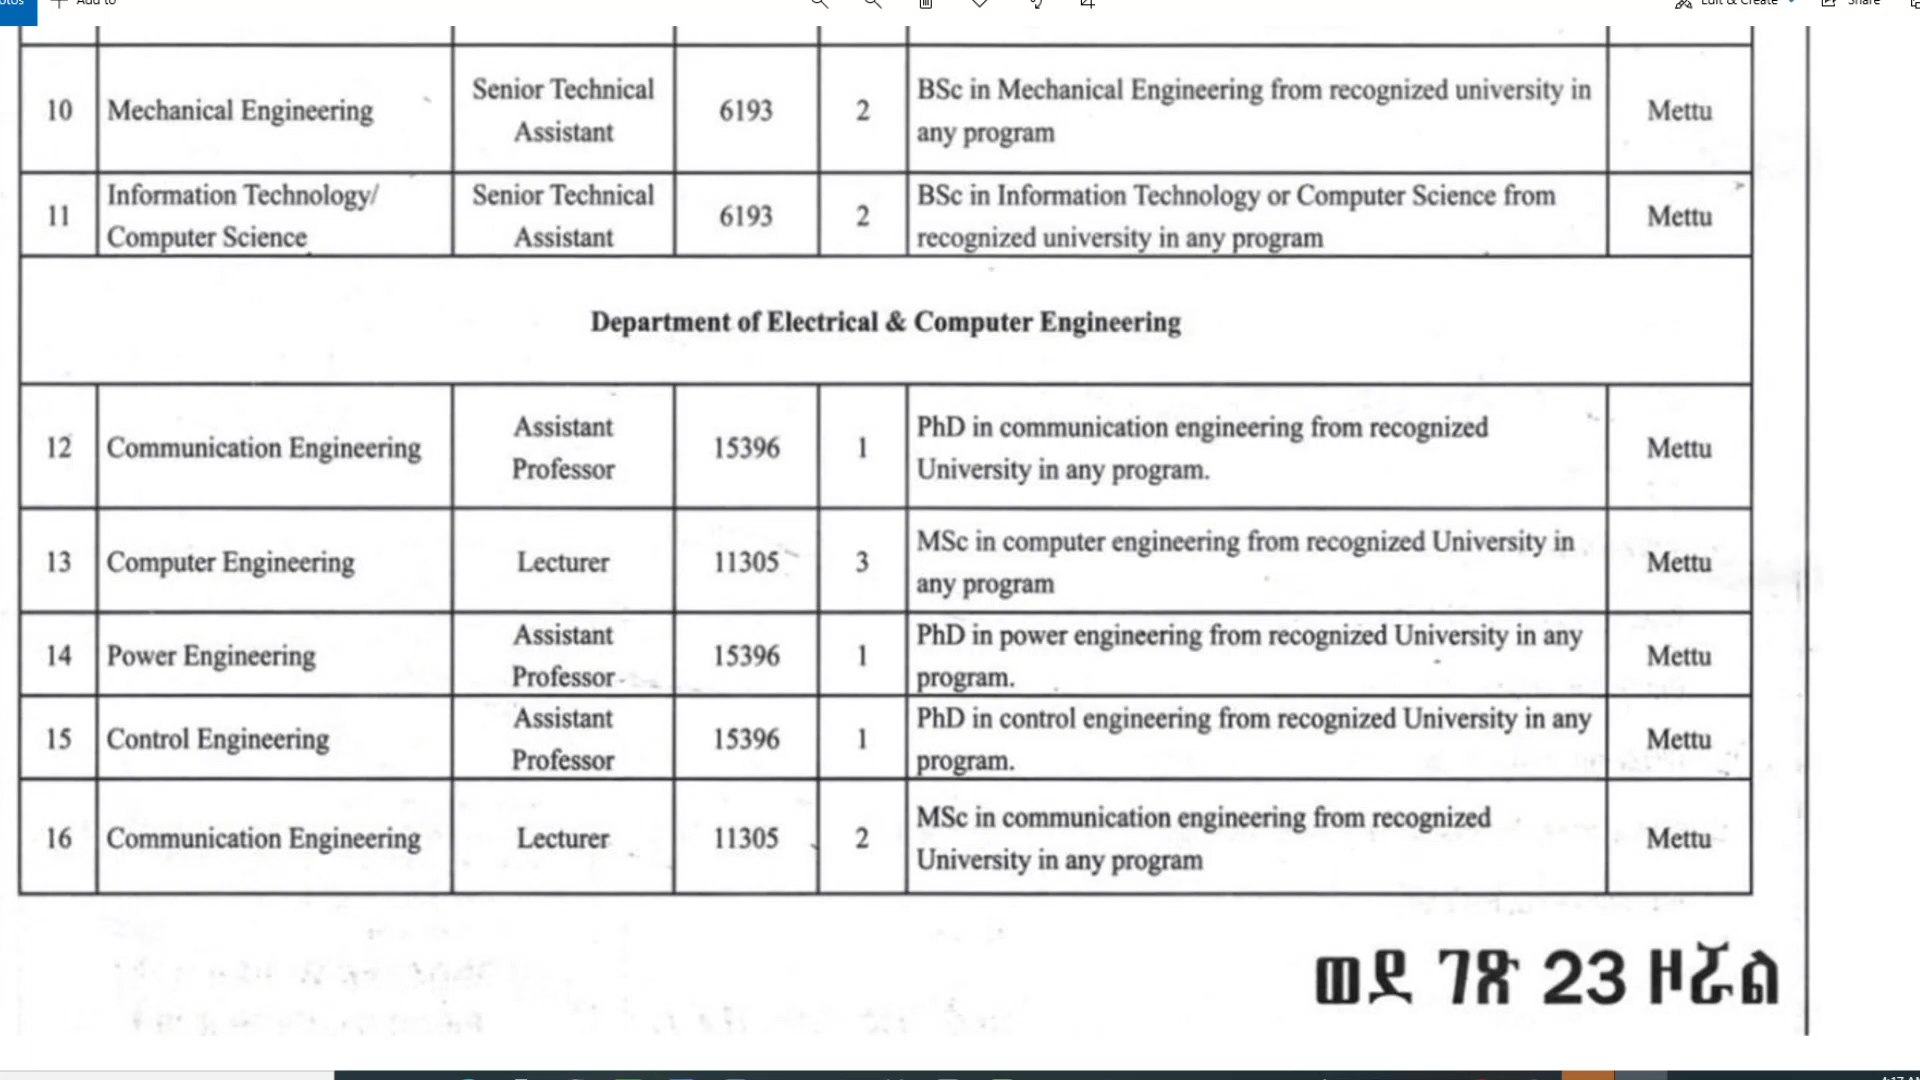 Add to
Edit & Create
Share
10 Mechanical Engineering Senior Technical Assistant 6193 2 BSc in Mechanical Engineering from recognized university in any program Mettu
11 Information Technology/ Computer Science Senior Technical Assistant 6193 2 BSc in Information Technology or Computer Science from recognized university in any program Mettu
Department of Electrical & Computer Engineering
12 Communication Engineering Assistant Professor 15396 1 PhD in communication engineering from recognized University in any program. Mettu
13 Computer Engineering Lecturer 11305 3 MSc in computer engineering from recognized University in any program Mettu
14 Power Engineering Assistant Professor 15396 1 PhD in power engineering from recognized University in any program. Mettu
15 Control Engineering Assistant Professor 15396 1 PhD in control engineering from recognized University in any program. Mettu
16 Communication Engineering Lecturer 11305 2 MSc in communication engineering from recognized University in any program Mettu
ወደ ገጽ 23 ዞሯል